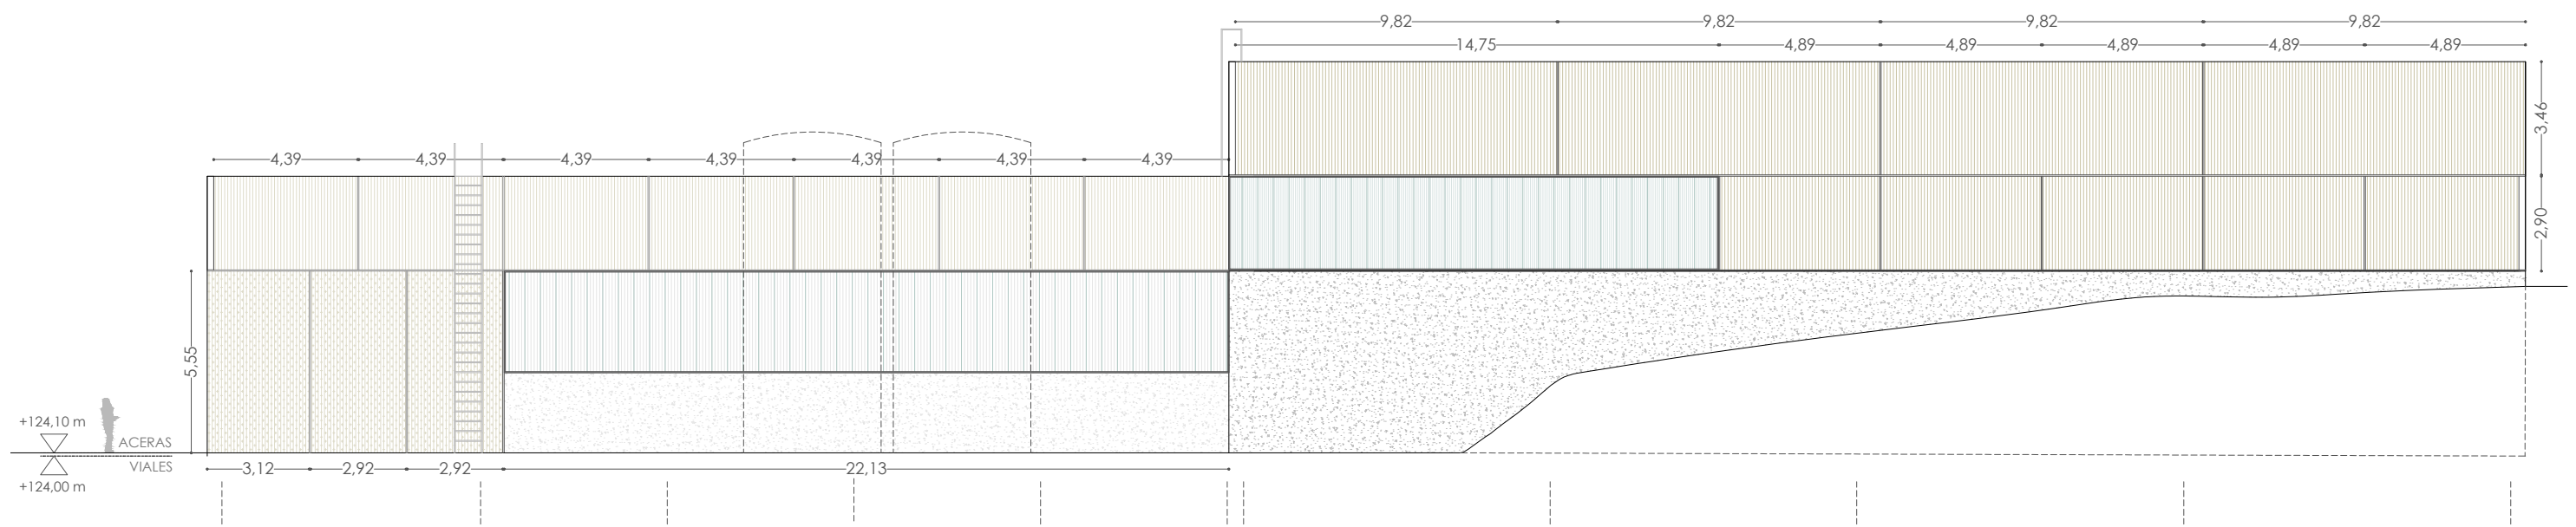 9,82 9,82 9,82 9,82
14,75 4,89 4,89 4,89 4,89 4,89
3,46
4,39 4,39 4,39 4,39 4,39 4,39 4,39
2,90
5,55
+124,10 m
ACERAS
VIALES
+124,00 m
3,12 2,92 2,92 22,13